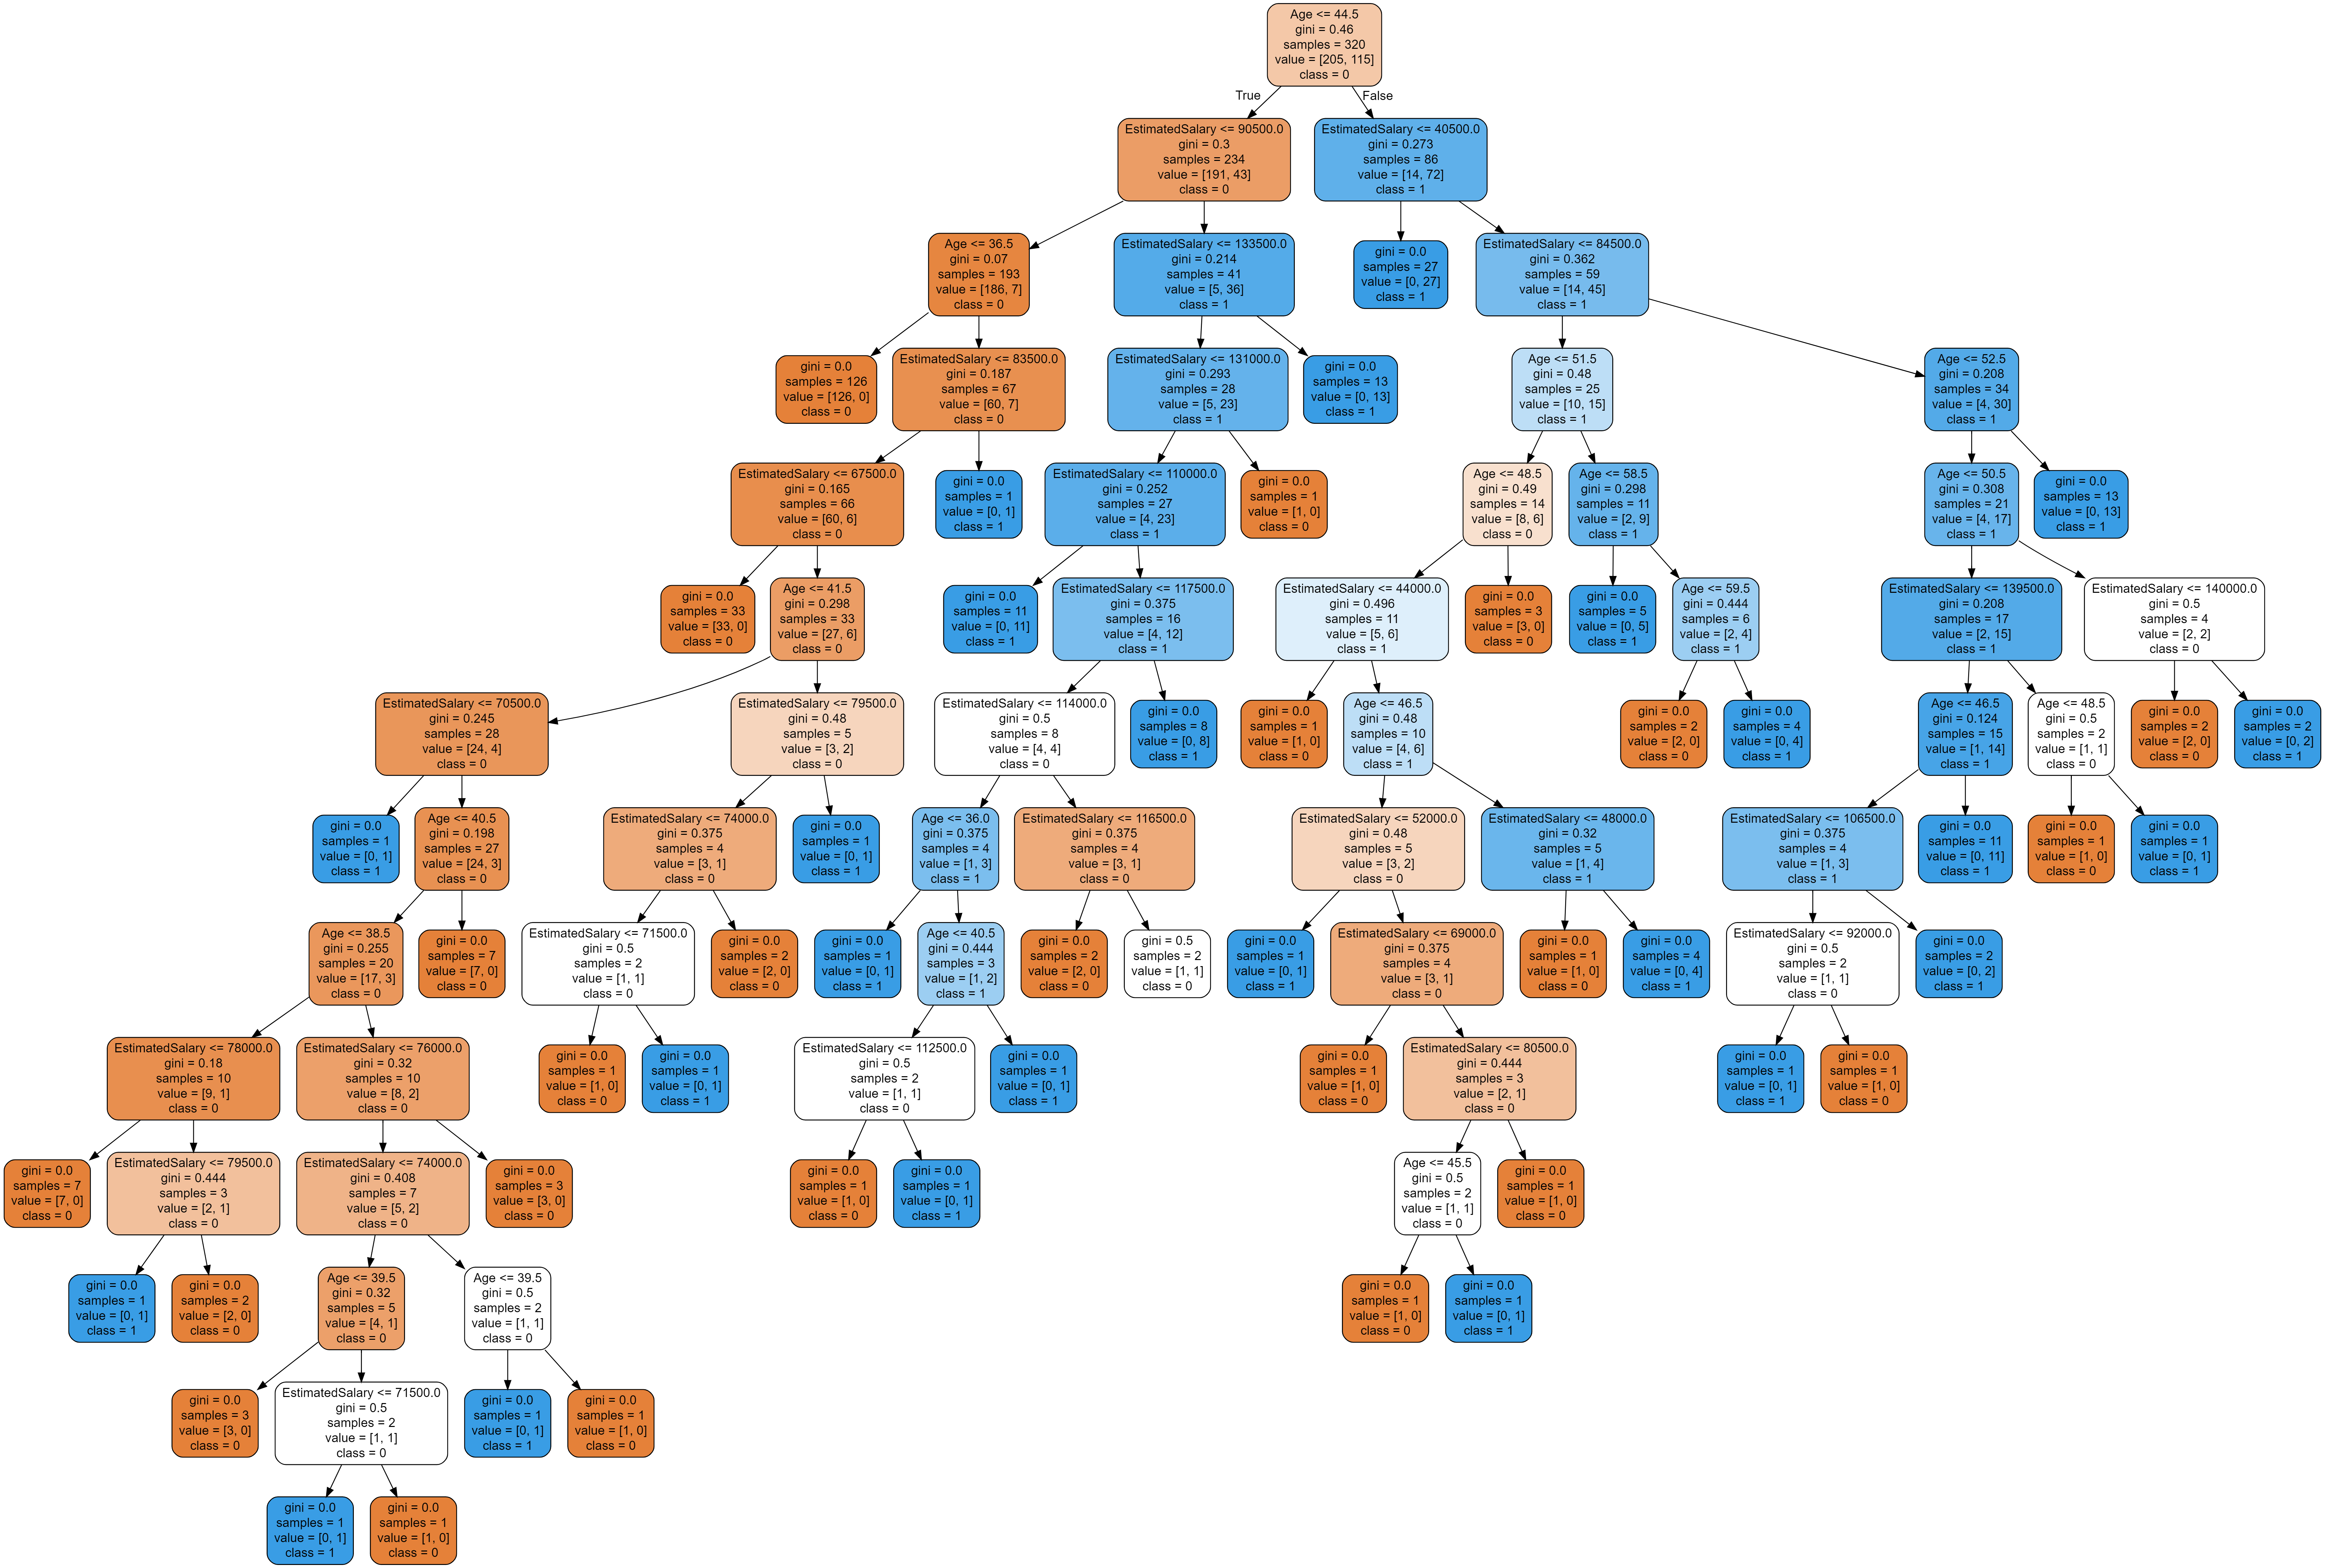 Age <= 44.5
gini = 0.46
samples = 320
value = [205, 115]
class = 0
True
False
EstimatedSalary <= 90500.0
gini = 0.3
samples = 234
value = [191, 43]
class = 0
EstimatedSalary <= 40500.0
gini = 0.273
samples = 86
value = [14, 72]
class = 1
Age <= 36.5
gini = 0.07
samples = 193
value = [186, 7]
class = 0
EstimatedSalary <= 133500.0
gini = 0.214
samples = 41
value = [5, 36]
class = 1
gini = 0.0
samples = 27
value = [0, 27]
class = 1
EstimatedSalary <= 84500.0
gini = 0.362
samples = 59
value = [14, 45]
class = 1
gini = 0.0
samples = 126
value = [126, 0]
class = 0
EstimatedSalary <= 83500.0
gini = 0.187
samples = 67
value = [60, 7]
class = 0
EstimatedSalary <= 131000.0
gini = 0.293
samples = 28
value = [5, 23]
class = 1
gini = 0.0
samples = 13
value = [0, 13]
class = 1
Age <= 51.5
gini = 0.48
samples = 25
value = [10, 15]
class = 1
Age <= 52.5
gini = 0.208
samples = 34
value = [4, 30]
class = 1
EstimatedSalary <= 67500.0
gini = 0.165
samples = 66
value = [60, 6]
class = 0
gini = 0.0
samples = 1
value = [0, 1]
class = 1
EstimatedSalary <= 110000.0
gini = 0.252
samples = 27
value = [4, 23]
class = 1
gini = 0.0
samples = 1
value = [1, 0]
class = 0
Age <= 48.5
gini = 0.49
samples = 14
value = [8, 6]
class = 0
Age <= 58.5
gini = 0.298
samples = 11
value = [2, 9]
class = 1
Age <= 50.5
gini = 0.308
samples = 21
value = [4, 17]
class = 1
gini = 0.0
samples = 13
value = [0, 13]
class = 1
gini = 0.0
samples = 33
value = [33, 0]
class = 0
Age <= 41.5
gini = 0.298
samples = 33
value = [27, 6]
class = 0
gini = 0.0
samples = 11
value = [0, 11]
class = 1
EstimatedSalary <= 117500.0
gini = 0.375
samples = 16
value = [4, 12]
class = 1
EstimatedSalary <= 44000.0
gini = 0.496
samples = 11
value = [5, 6]
class = 1
gini = 0.0
samples = 3
value = [3, 0]
class = 0
gini = 0.0
samples = 5
value = [0, 5]
class = 1
Age <= 59.5
gini = 0.444
samples = 6
value = [2, 4]
class = 1
EstimatedSalary <= 139500.0
gini = 0.208
samples = 17
value = [2, 15]
class = 1
EstimatedSalary <= 140000.0
gini = 0.5
samples = 4
value = [2, 2]
class = 0
EstimatedSalary <= 70500.0
gini = 0.245
samples = 28
value = [24, 4]
class = 0
EstimatedSalary <= 79500.0
gini = 0.48
samples = 5
value = [3, 2]
class = 0
EstimatedSalary <= 114000.0
gini = 0.5
samples = 8
value = [4, 4]
class = 0
gini = 0.0
samples = 8
value = [0, 8]
class = 1
gini = 0.0
samples = 1
value = [1, 0]
class = 0
Age <= 46.5
gini = 0.48
samples = 10
value = [4, 6]
class = 1
gini = 0.0
samples = 2
value = [2, 0]
class = 0
gini = 0.0
samples = 4
value = [0, 4]
class = 1
Age <= 46.5
gini = 0.124
samples = 15
value = [1, 14]
class = 1
Age <= 48.5
gini = 0.5
samples = 2
value = [1, 1]
class = 0
gini = 0.0
samples = 2
value = [2, 0]
class = 0
gini = 0.0
samples = 2
value = [0, 2]
class = 1
gini = 0.0
samples = 1
value = [0, 1]
class = 1
Age <= 40.5
gini = 0.198
samples = 27
value = [24, 3]
class = 0
EstimatedSalary <= 74000.0
gini = 0.375
samples = 4
value = [3, 1]
class = 0
gini = 0.0
samples = 1
value = [0, 1]
class = 1
Age <= 36.0
gini = 0.375
samples = 4
value = [1, 3]
class = 1
EstimatedSalary <= 116500.0
gini = 0.375
samples = 4
value = [3, 1]
class = 0
EstimatedSalary <= 52000.0
gini = 0.48
samples = 5
value = [3, 2]
class = 0
EstimatedSalary <= 48000.0
gini = 0.32
samples = 5
value = [1, 4]
class = 1
EstimatedSalary <= 106500.0
gini = 0.375
samples = 4
value = [1, 3]
class = 1
gini = 0.0
samples = 11
value = [0, 11]
class = 1
gini = 0.0
samples = 1
value = [1, 0]
class = 0
gini = 0.0
samples = 1
value = [0, 1]
class = 1
Age <= 38.5
gini = 0.255
samples = 20
value = [17, 3]
class = 0
gini = 0.0
samples = 7
value = [7, 0]
class = 0
EstimatedSalary <= 71500.0
gini = 0.5
samples = 2
value = [1, 1]
class = 0
gini = 0.0
samples = 2
value = [2, 0]
class = 0
gini = 0.0
samples = 1
value = [0, 1]
class = 1
Age <= 40.5
gini = 0.444
samples = 3
value = [1, 2]
class = 1
gini = 0.0
samples = 2
value = [2, 0]
class = 0
gini = 0.5
samples = 2
value = [1, 1]
class = 0
gini = 0.0
samples = 1
value = [0, 1]
class = 1
EstimatedSalary <= 69000.0
gini = 0.375
samples = 4
value = [3, 1]
class = 0
gini = 0.0
samples = 1
value = [1, 0]
class = 0
gini = 0.0
samples = 4
value = [0, 4]
class = 1
EstimatedSalary <= 92000.0
gini = 0.5
samples = 2
value = [1, 1]
class = 0
gini = 0.0
samples = 2
value = [0, 2]
class = 1
EstimatedSalary <= 78000.0
gini = 0.18
samples = 10
value = [9, 1]
class = 0
EstimatedSalary <= 76000.0
gini = 0.32
samples = 10
value = [8, 2]
class = 0
gini = 0.0
samples = 1
value = [1, 0]
class = 0
gini = 0.0
samples = 1
value = [0, 1]
class = 1
EstimatedSalary <= 112500.0
gini = 0.5
samples = 2
value = [1, 1]
class = 0
gini = 0.0
samples = 1
value = [0, 1]
class = 1
gini = 0.0
samples = 1
value = [1, 0]
class = 0
EstimatedSalary <= 80500.0
gini = 0.444
samples = 3
value = [2, 1]
class = 0
gini = 0.0
samples = 1
value = [0, 1]
class = 1
gini = 0.0
samples = 1
value = [1, 0]
class = 0
gini = 0.0
samples = 7
value = [7, 0]
class = 0
EstimatedSalary <= 79500.0
gini = 0.444
samples = 3
value = [2, 1]
class = 0
EstimatedSalary <= 74000.0
gini = 0.408
samples = 7
value = [5, 2]
class = 0
gini = 0.0
samples = 3
value = [3, 0]
class = 0
gini = 0.0
samples = 1
value = [1, 0]
class = 0
gini = 0.0
samples = 1
value = [0, 1]
class = 1
Age <= 45.5
gini = 0.5
samples = 2
value = [1, 1]
class = 0
gini = 0.0
samples = 1
value = [1, 0]
class = 0
gini = 0.0
samples = 1
value = [0, 1]
class = 1
gini = 0.0
samples = 2
value = [2, 0]
class = 0
Age <= 39.5
gini = 0.32
samples = 5
value = [4, 1]
class = 0
Age <= 39.5
gini = 0.5
samples = 2
value = [1, 1]
class = 0
gini = 0.0
samples = 1
value = [1, 0]
class = 0
gini = 0.0
samples = 1
value = [0, 1]
class = 1
gini = 0.0
samples = 3
value = [3, 0]
class = 0
EstimatedSalary <= 71500.0
gini = 0.5
samples = 2
value = [1, 1]
class = 0
gini = 0.0
samples = 1
value = [0, 1]
class = 1
gini = 0.0
samples = 1
value = [1, 0]
class = 0
gini = 0.0
samples = 1
value = [0, 1]
class = 1
gini = 0.0
samples = 1
value = [1, 0]
class = 0